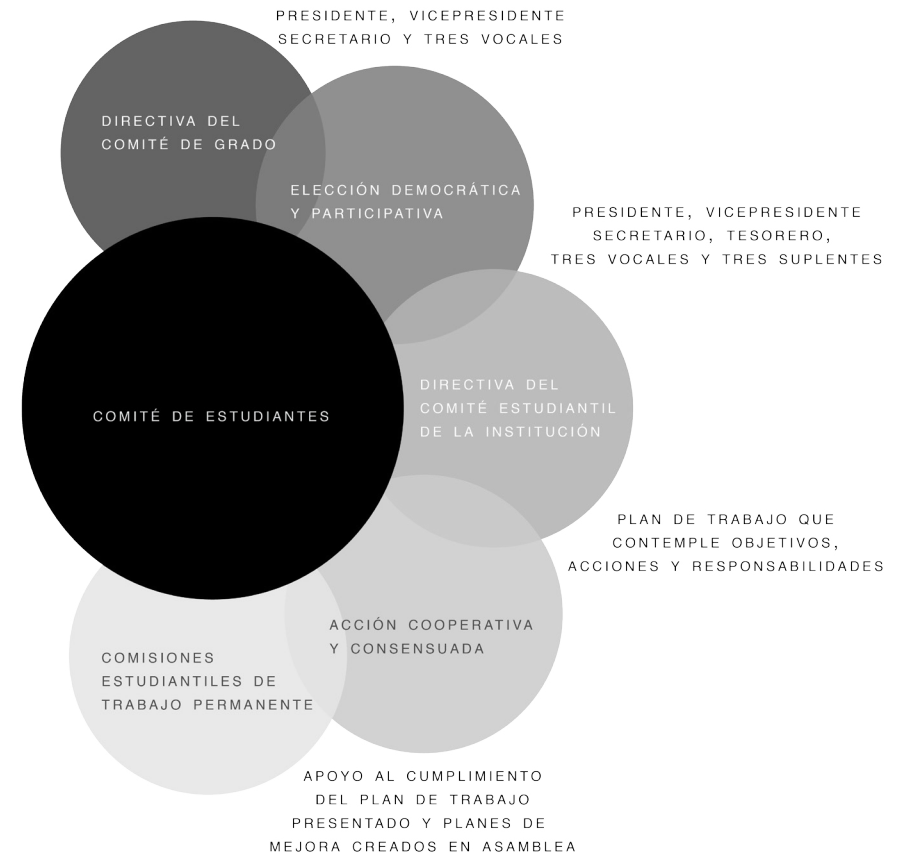 PRESIDENTE, VICEPRESIDENTE
SECRETARIO Y TRES VOCALES
DIRECTIVA DEL
COMITÉ DE GRADO
ELECCIÓN DEMOCRÁTICA
Y PARTICIPATIVA
PRESIDENTE, VICEPRESIDENTE
SECRETARIO, TESORERO,
TRES VOCALES Y TRES SUPLENTES
COMITÉ DE ESTUDIANTES
DIRECTIVA DEL
COMITÉ ESTUDIANTIL
DE LA INSTITUCIÓN
PLAN DE TRABAJO QUE
CONTEMPLE OBJETIVOS,
ACCIONES Y RESPONSABILIDADES
ACCIÓN COOPERATIVA
Y CONSENSUADA
COMISIONES
ESTUDIANTILES DE
TRABAJO PERMANENTE
APOYO AL CUMPLIMIENTO
DEL PLAN DE TRABAJO
PRESENTADO Y PLANES DE
MEJORA CREADOS EN ASAMBLEA